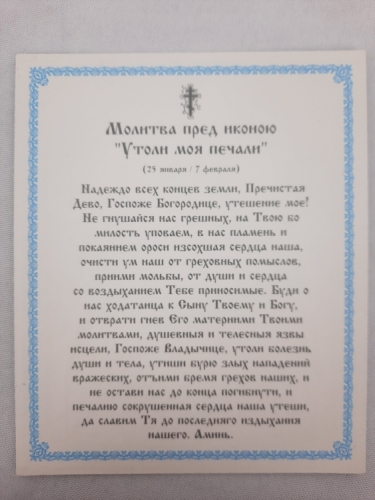 Молитва пред иконою
"Утоли моя печали"
(25 января / 7 февраля)
Надеждо всех концев земли, Пречистая
Дево, Госпоже Богородице, утешение мое!
Не гнушайся нас грешных, на Твою бо
милость уповаем, в нас пламень и
покаянием ороси изсохшая сердца наша,
очисти ум наш от греховных помыслов,
приими мольбы, от души и сердца
со воздыханием Тебе приносимые. Буди о
нас ходатаица к Сыну Твоему и Богу,
и отврати гнев Его материими Твоими
молитвами, душевныя и телесныя язвы
исцели, Госпоже Владычице, утоли болезнь
души и тела, утиши бурю злых нападений
вражеских, отъими бремя грехов наших, и
не остави нас до конца погибнути, и
печалию сокрушенная сердца наша утеши,
да славим Тя до последняго издыхания
нашего. Аминь.